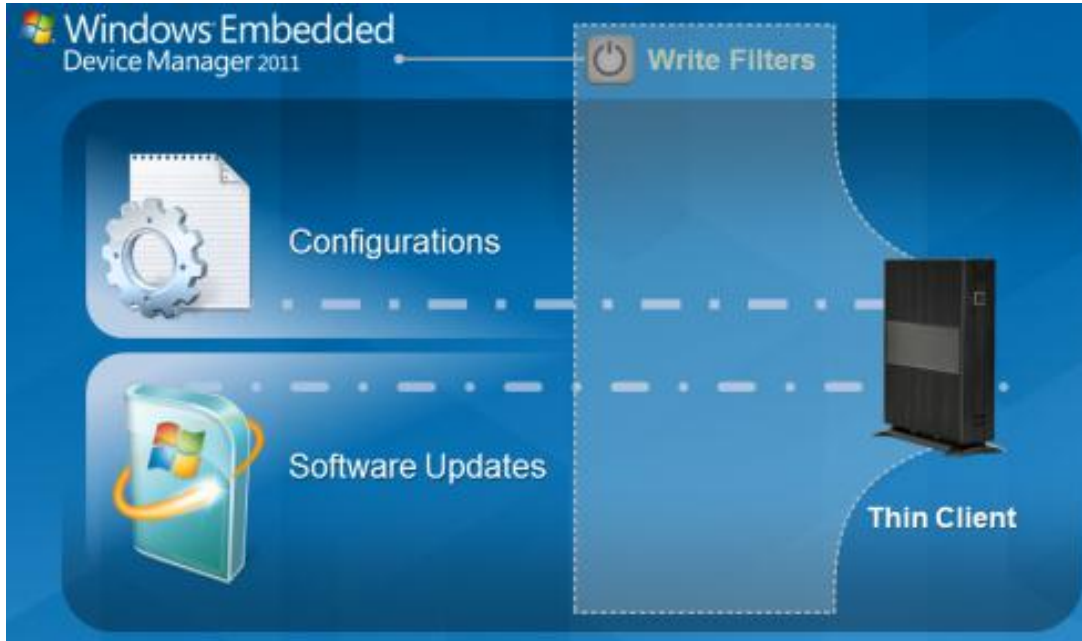 Windows Embedded
Device Manager 2011
Write Filters
Configurations
Software Updates
Thin Client